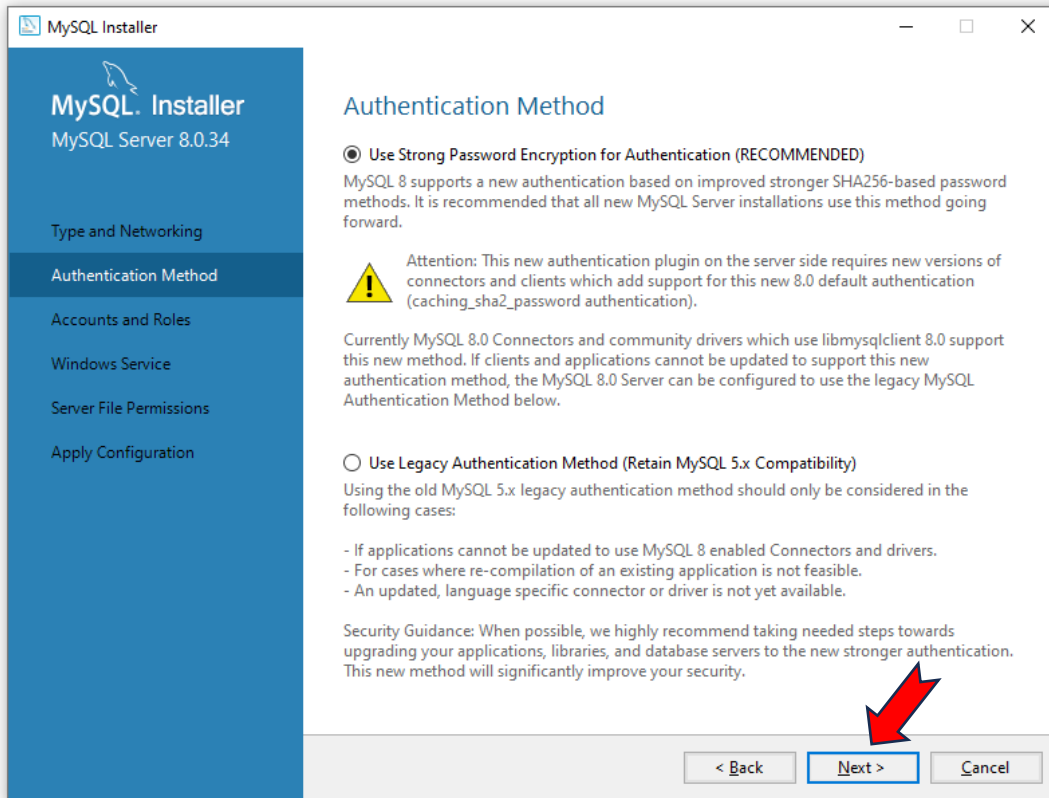 MySQL Installer
MySQL. Installer
MySQL Server 8.0.34
Type and Networking
Authentication Method
Accounts and Roles
Windows Service
Server File Permissions
Apply Configuration
Authentication Method
Use Strong Password Encryption for Authentication (RECOMMENDED)
MySQL 8 supports a new authentication based on improved stronger SHA256-based password
methods. It is recommended that all new MySQL Server installations use this method going
forward.
Attention: This new authentication plugin on the server side requires new versions of
connectors and clients which add support for this new 8.0 default authentication
(caching_sha2_password authentication).
Currently MySQL 8.0 Connectors and community drivers which use libmysqlclient 8.0 support
this new method. If clients and applications cannot be updated to support this new
authentication method, the MySQL 8.0 Server can be configured to use the legacy MySQL
Authentication Method below.
Use Legacy Authentication Method (Retain MySQL 5.x Compatibility)
Using the old MySQL 5.x legacy authentication method should only be considered in the
following cases:
- If applications cannot be updated to use MySQL 8 enabled Connectors and drivers.
- For cases where re-compilation of an existing application is not feasible.
- An updated, language specific connector or driver is not yet available.
Security Guidance: When possible, we highly recommend taking needed steps towards
upgrading your applications, libraries, and database servers to the new stronger authentication.
This new method will significantly improve your security.
< Back
Next >
Cancel